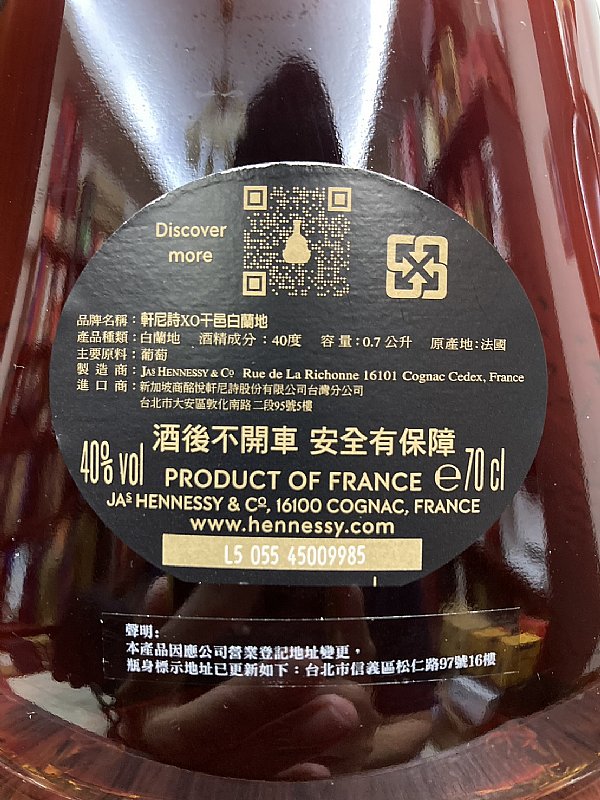 Discover
more
品牌名稱：軒尼詩XO干邑白蘭地
產品種類：白蘭地 酒精成分：40度 容量：0.7公升 原產地：法國
主要原料：葡萄
製造商：JAS HENNESSY & Cº Rue de La Richonne 16101 Cognac Cedex, France
進口商：新加坡商酩悅軒尼詩股份有限公司台灣分公司
台北市大安區敦化南路二段95號5樓
酒後不開車 安全有保障
40% vol PRODUCT OF FRANCE ℮70 cl
JAS HENNESSY & Cº, 16100 COGNAC, FRANCE
www.hennessy.com
L5 055 45009985
聲明：
本產品因應公司營業登記地址變更，
瓶身標示地址已更新如下：台北市信義區松仁路97號16樓